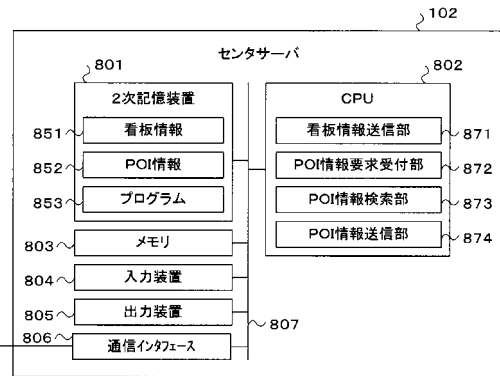 102
センタサーバ
801
2次記憶装置
851
看板情報
852
POI情報
853
プログラム
803
メモリ
804
入力装置
805
出力装置
806
通信インタフェース
807
802
CPU
看板情報送信部
871
POI情報要求受付部
872
POI情報検索部
873
POI情報送信部
874